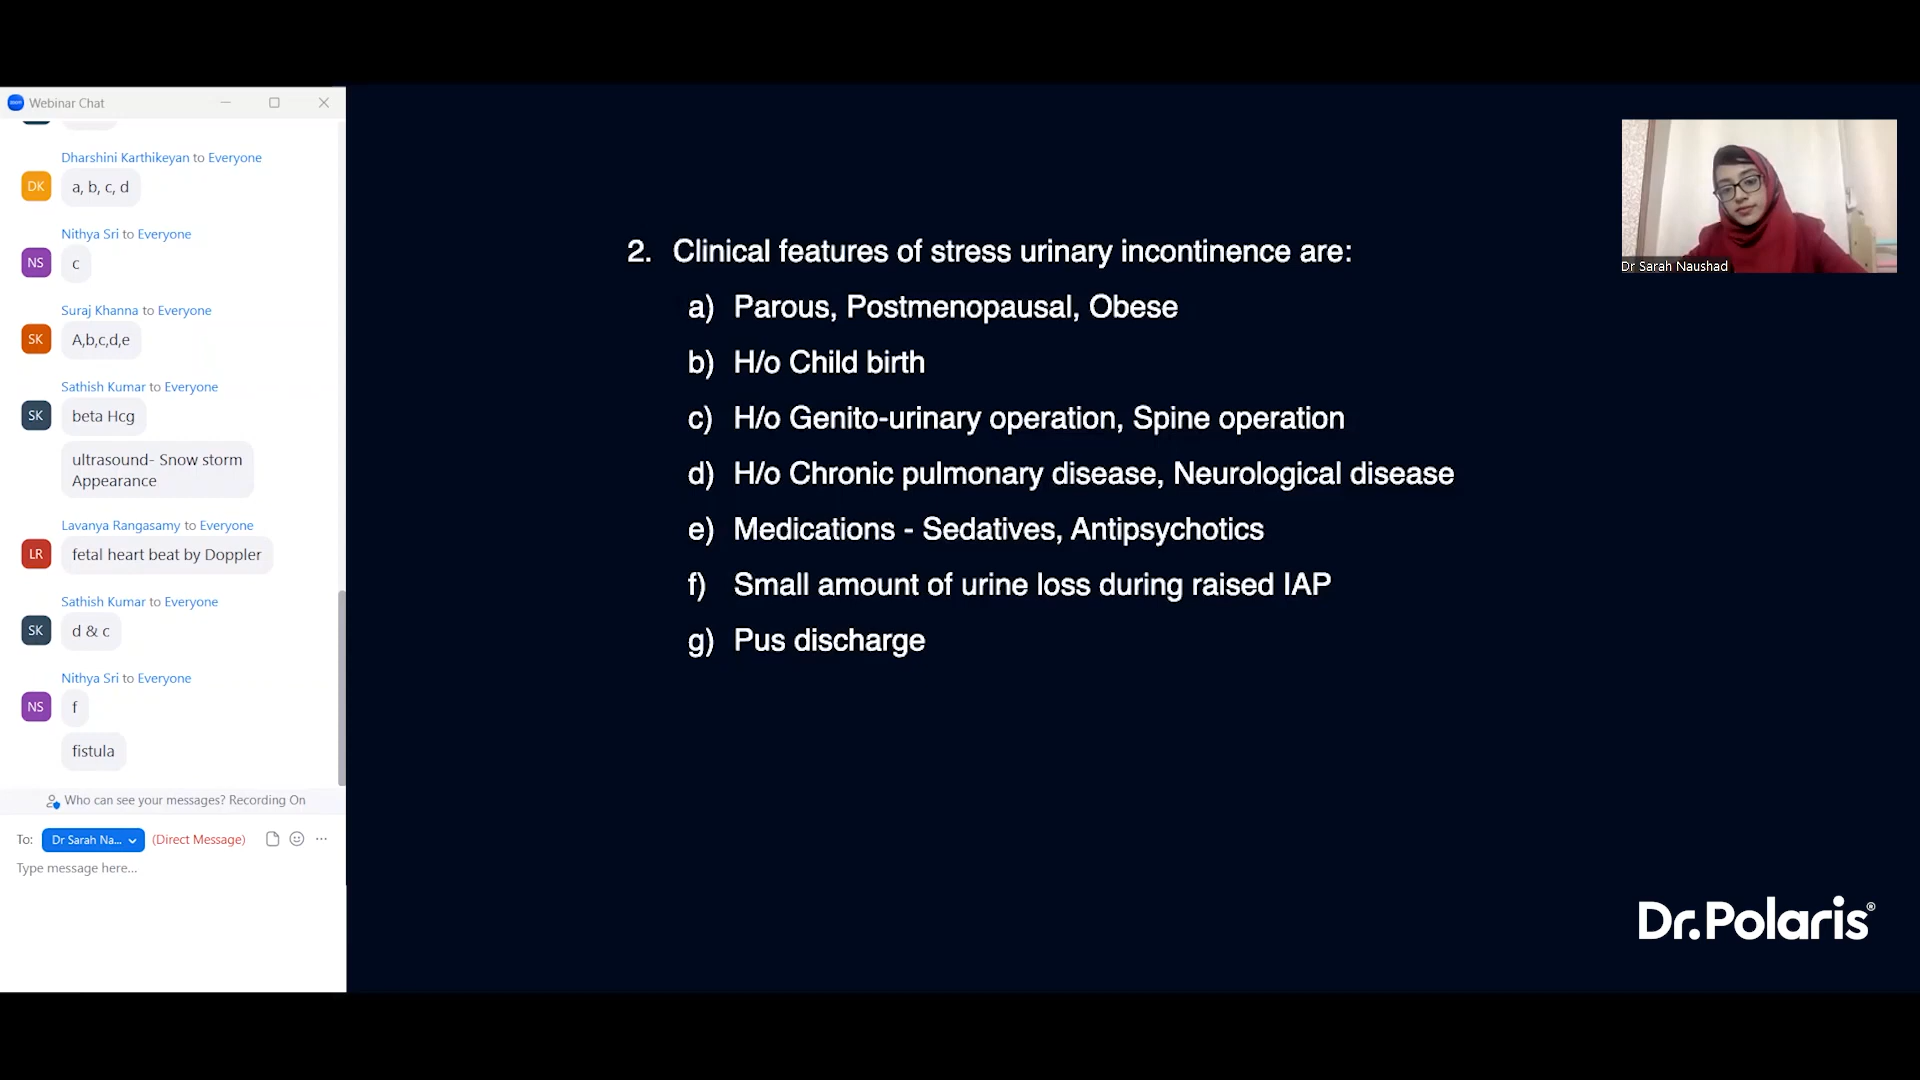 Webinar Chat
Dharshini Karthikeyan to Everyone
DK
a, b, c, d
Nithya Sri to Everyone
NS
c
Suraj Khanna to Everyone
SK
A,b,c,d,e
Sathish Kumar to Everyone
SK
beta Hcg
ultrasound- Snow storm
Appearance
Lavanya Rangasamy to Everyone
LR
fetal heart beat by Doppler
Sathish Kumar to Everyone
SK
d & c
Nithya Sri to Everyone
NS
f
fistula
Who can see your messages? Recording On
To: Dr Sarah Na... (Direct Message)
Type message here...
2. Clinical features of stress urinary incontinence are:
a) Parous, Postmenopausal, Obese
b) H/o Child birth
c) H/o Genito-urinary operation, Spine operation
d) H/o Chronic pulmonary disease, Neurological disease
e) Medications - Sedatives, Antipsychotics
f) Small amount of urine loss during raised IAP
g) Pus discharge
Dr Sarah Naushad
Dr.Polaris®